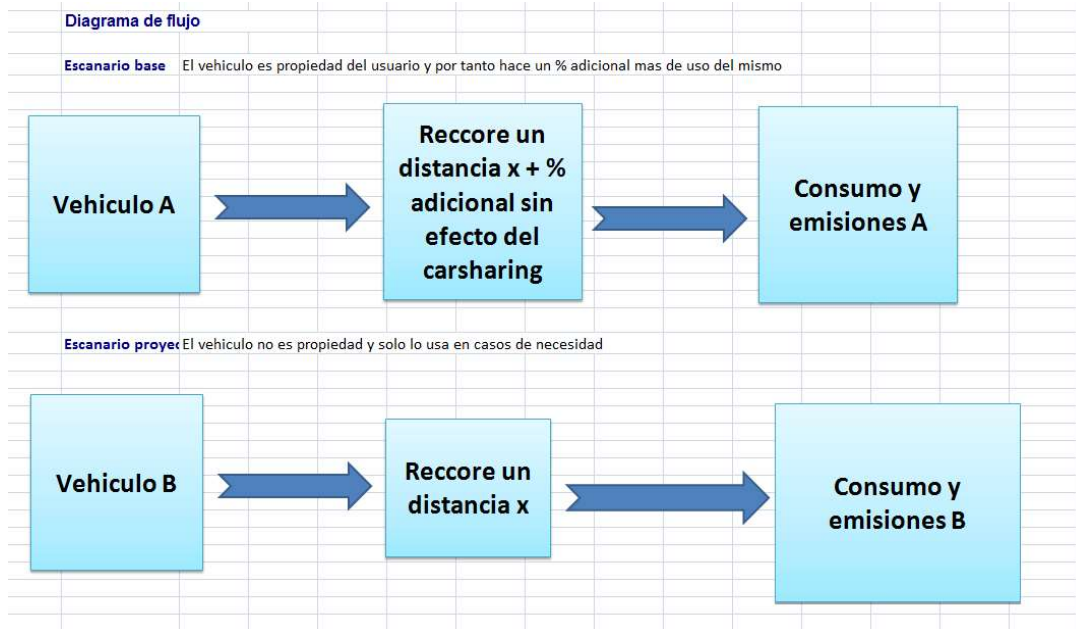 Diagrama de flujo
Escanario base El vehiculo es propiedad del usuario y por tanto hace un % adicional mas de uso del mismo
Vehiculo A
Reccore un
distancia x + %
adicional sin
efecto del
carsharing
Consumo y
emisiones A
Escanario proyec El vehiculo no es propiedad y solo lo usa en casos de necesidad
Vehiculo B
Reccore un
distancia x
Consumo y
emisiones B